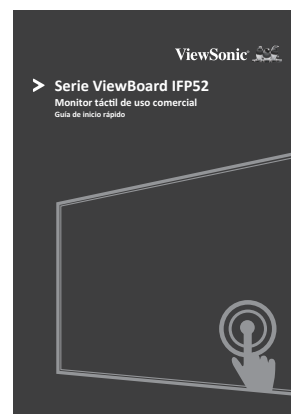 ViewSonic
> Serie ViewBoard IFP52
Monitor táctil de uso comercial
Guía de inicio rápido